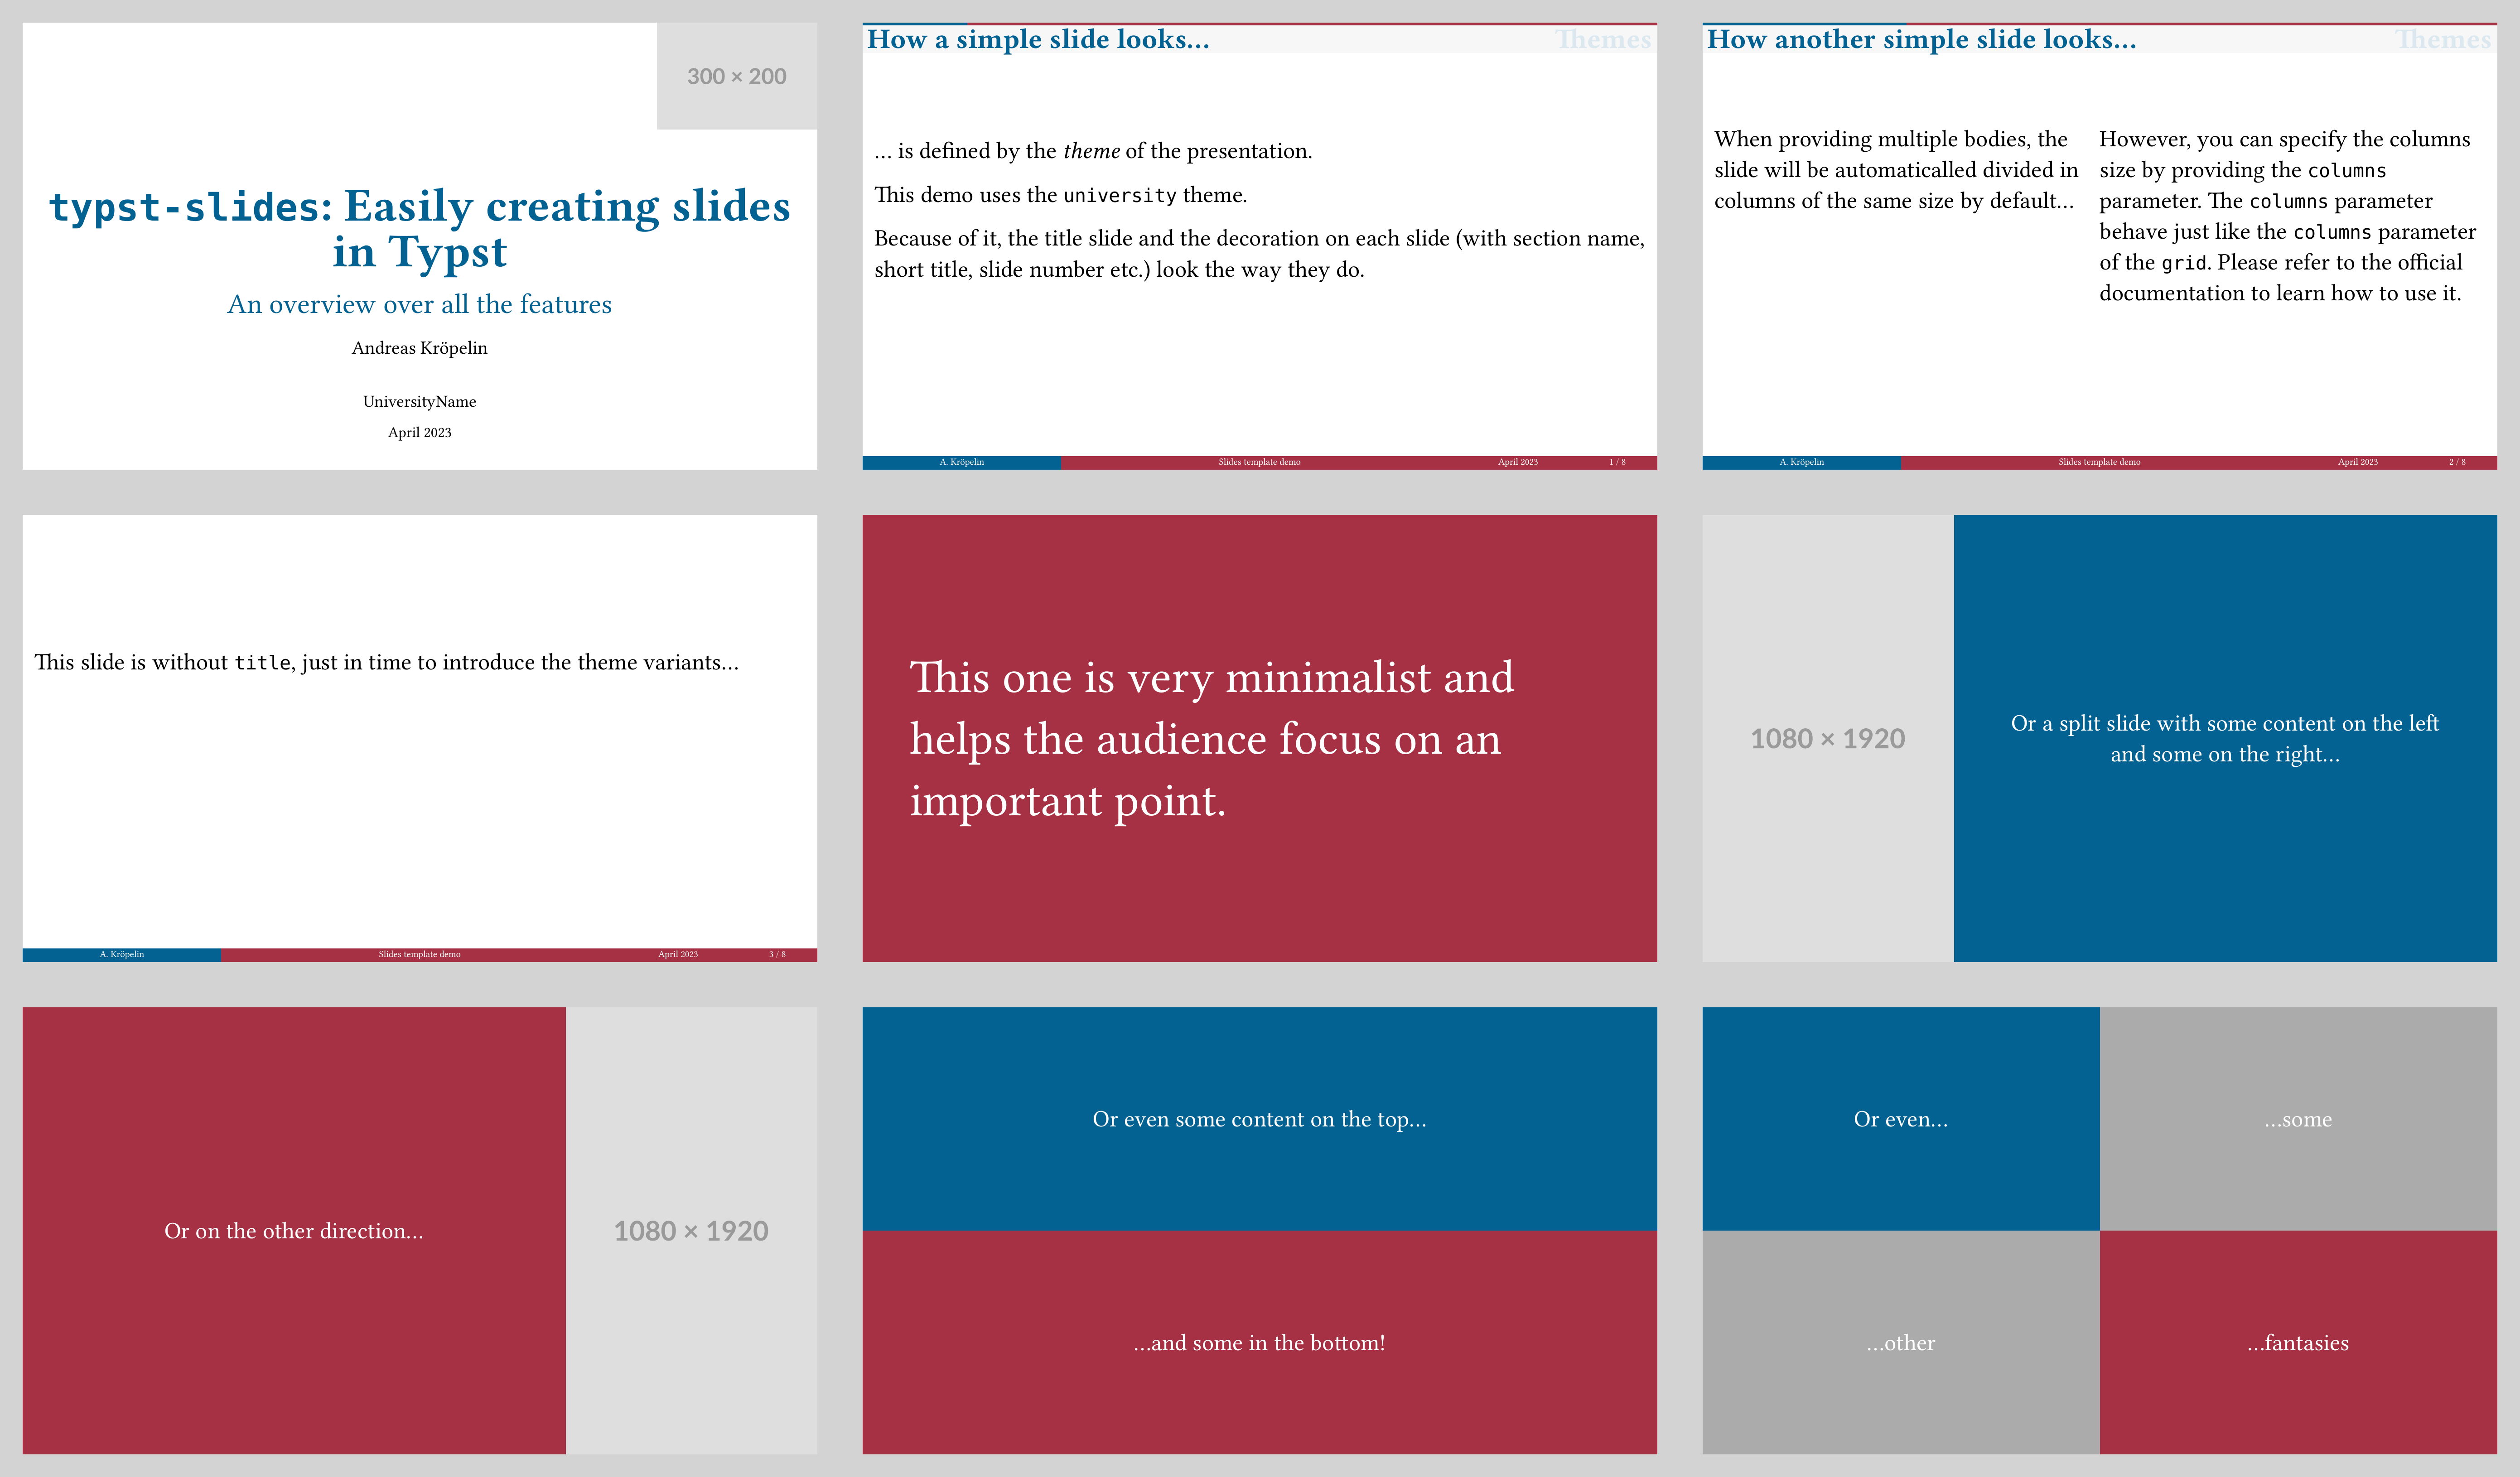 300 × 200
typst-slides: Easily creating slides
in Typst
An overview over all the features
Andreas Kröpelin
UniversityName
April 2023
How a simple slide looks... Themes
... is defined by the theme of the presentation.
This demo uses the university theme.
Because of it, the title slide and the decoration on each slide (with section name,
short title, slide number etc.) look the way they do.
A. Kröpelin Slides template demo April 2023 1 / 8
How another simple slide looks... Themes
When providing multiple bodies, the
slide will be automaticalled divided in
columns of the same size by default...
However, you can specify the columns
size by providing the columns
parameter. The columns parameter
behave just like the columns parameter
of the grid. Please refer to the official
documentation to learn how to use it.
A. Kröpelin Slides template demo April 2023 2 / 8
This slide is without title, just in time to introduce the theme variants...
A. Kröpelin Slides template demo April 2023 3 / 8
This one is very minimalist and
helps the audience focus on an
important point.
1080 × 1920
Or a split slide with some content on the left
and some on the right...
Or on the other direction...
1080 × 1920
Or even some content on the top...
...and some in the bottom!
Or even...
...some
...other
...fantasies